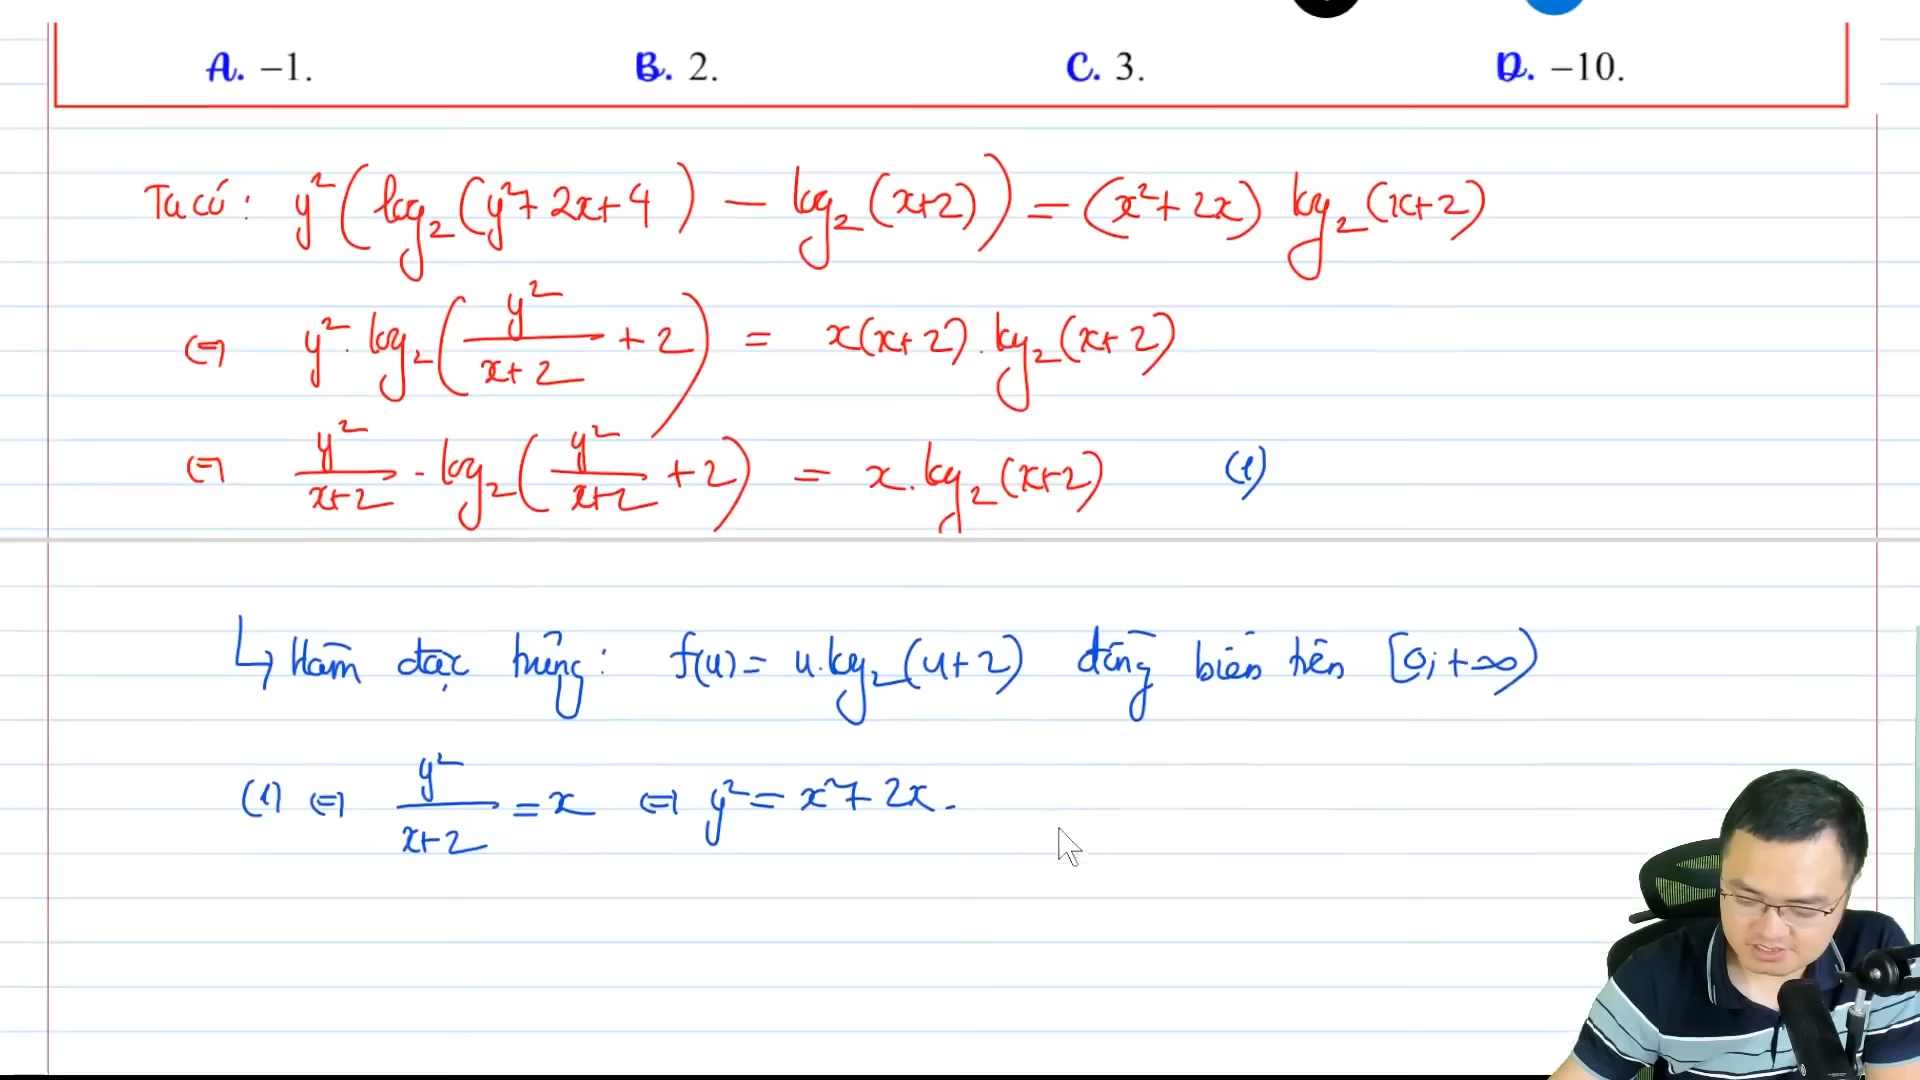 A. −1. B. 2. C. 3. D. −10.
Ta có: y²(log₂(y²+2x+4) − log₂(x+2)) = (x²+2x) log₂(x+2)
⇔ y².log₂(y²/(x+2) + 2) = x(x+2).log₂(x+2)
⇔ y²/(x+2) . log₂(y²/(x+2) + 2) = x.log₂(x+2) (1)
↳ Hàm đặc trưng: f(u) = u.log₂(u+2) đồng biến trên [0;+∞)
(1) ⇔ y²/(x+2) = x ⇔ y² = x²+2x.